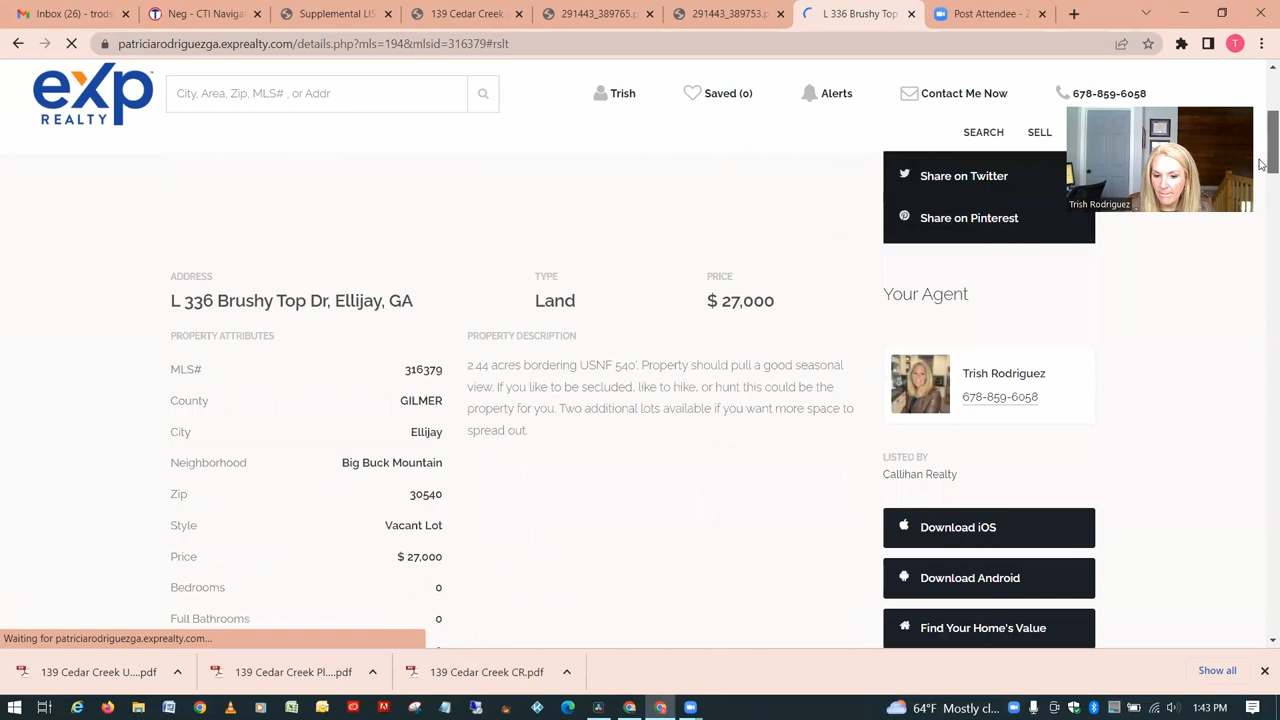 Inbox (26) - trods
Neg - CTI Navigat
Supplemental LIS
139 Cedar Creek
291443_389765.p
291443_389753.p
L 336 Brushy Top
Post Attendee - Z
patriciarodriguezga.exprealty.com/details.php?mls=194&mlsid=316379#rslt
T
eXp
REALTY
City, Area, Zip, MLS# , or Addr
Trish
Saved (0)
Alerts
Contact Me Now
678-859-6058
SEARCH
SELL
Trish Rodriguez
Share on Twitter
Share on Pinterest
ADDRESS
TYPE
PRICE
L 336 Brushy Top Dr, Ellijay, GA
Land
$ 27,000
Your Agent
PROPERTY ATTRIBUTES
PROPERTY DESCRIPTION
MLS# 316379
County GILMER
City Ellijay
Neighborhood Big Buck Mountain
Zip 30540
Style Vacant Lot
Price $ 27,000
Bedrooms 0
Full Bathrooms 0
2.44 acres bordering USNF 540'. Property should pull a good seasonal
view. If you like to be secluded, like to hike, or hunt this could be the
property for you. Two additional lots available if you want more space to
spread out.
Trish Rodriguez
678-859-6058
LISTED BY
Callihan Realty
Download iOS
Download Android
Find Your Home's Value
Waiting for patriciarodriguezga.exprealty.com...
139 Cedar Creek U....pdf
139 Cedar Creek Pl....pdf
139 Cedar Creek CR.pdf
Show all
64°F Mostly cl...
1:43 PM